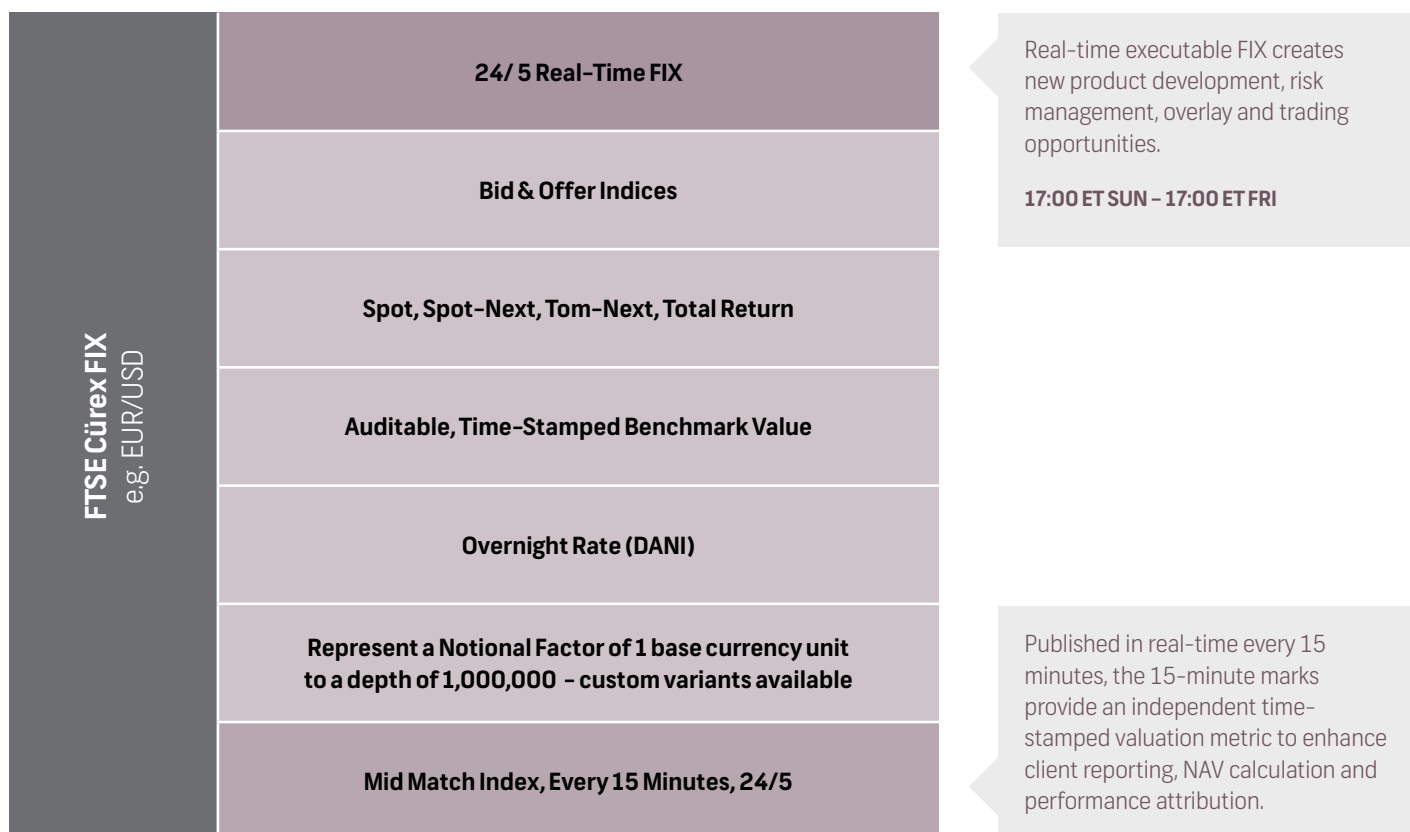 FTSE Cürex FIX
e.g. EUR/USD
24/ 5 Real-Time FIX
Bid & Offer Indices
Spot, Spot-Next, Tom-Next, Total Return
Auditable, Time-Stamped Benchmark Value
Overnight Rate (DANI)
Represent a Notional Factor of 1 base currency unit
to a depth of 1,000,000 - custom variants available
Mid Match Index, Every 15 Minutes, 24/5
Real-time executable FIX creates
new product development, risk
management, overlay and trading
opportunities.
17:00 ET SUN - 17:00 ET FRI
Published in real-time every 15
minutes, the 15-minute marks
provide an independent time-
stamped valuation metric to enhance
client reporting, NAV calculation and
performance attribution.